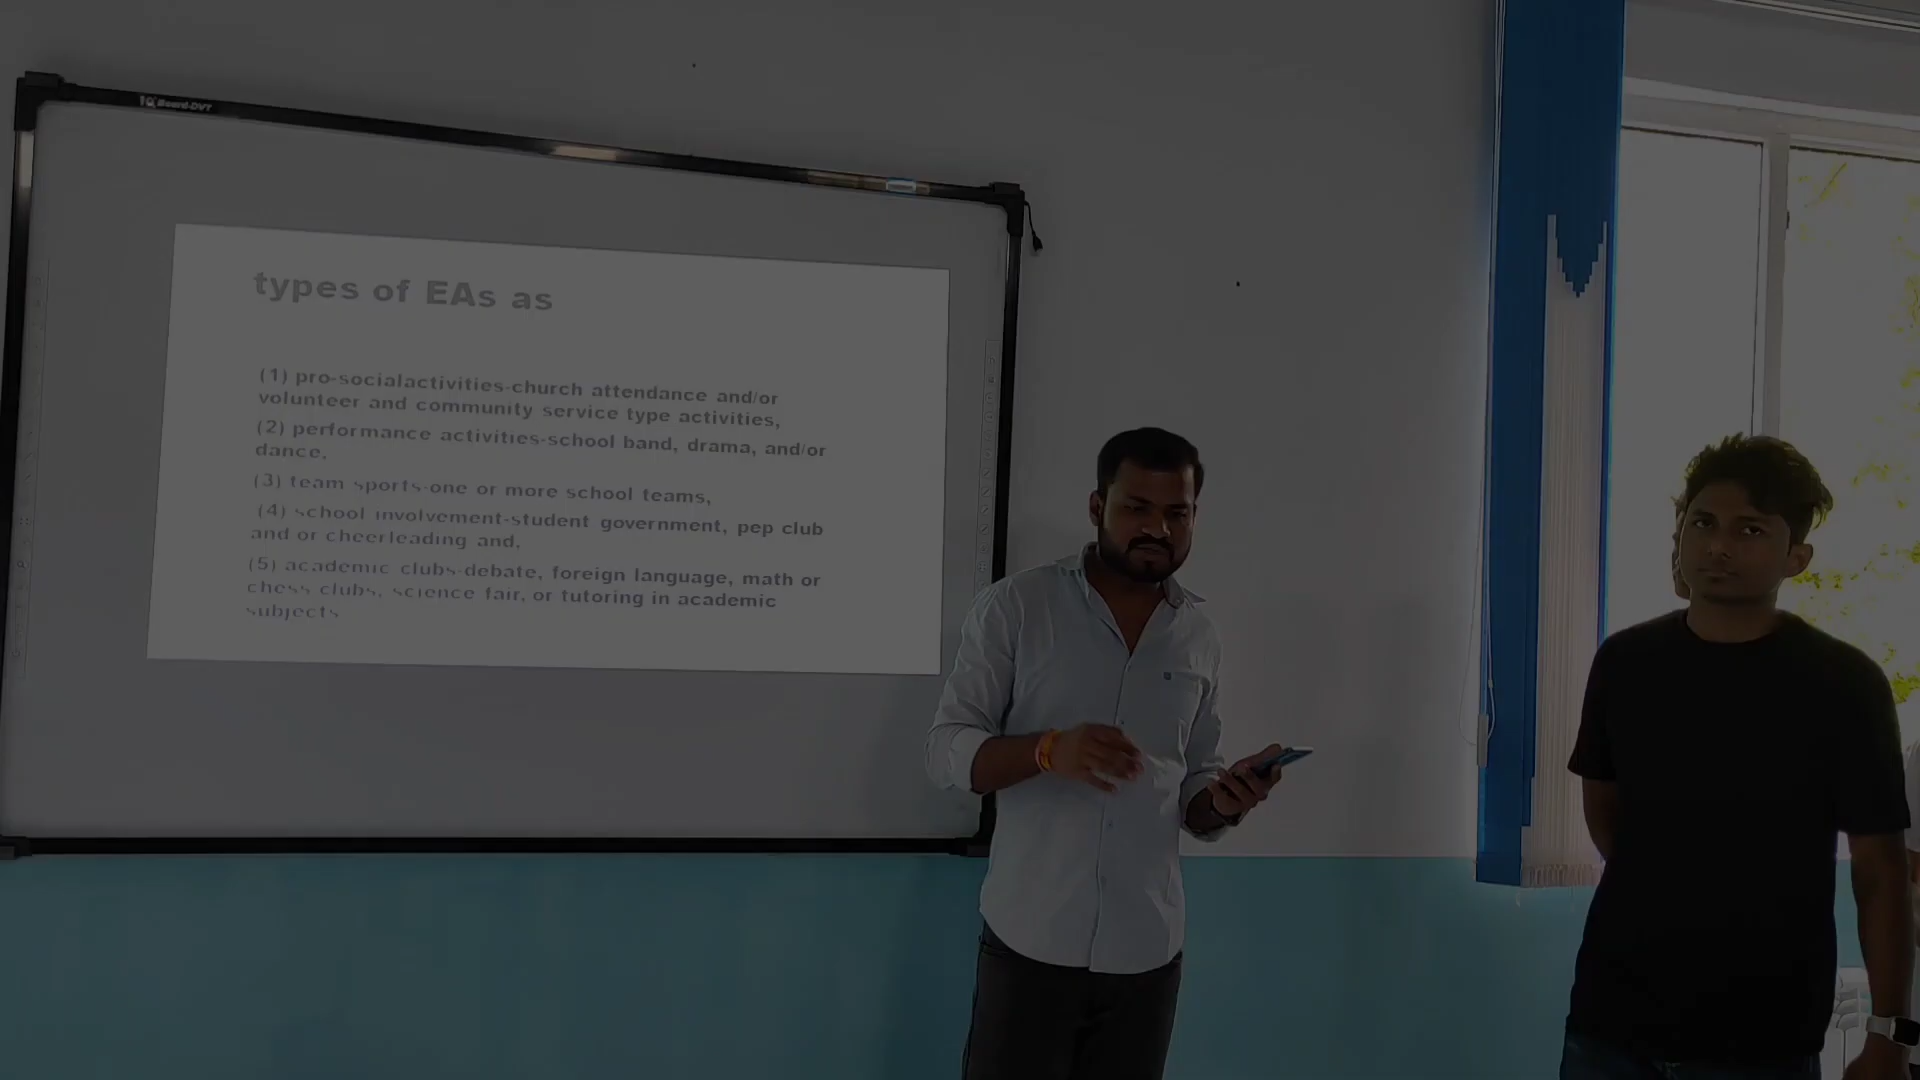 IQ Board-DVT
types of EAs as
(1) pro-socialactivities-church attendance and/or
volunteer and community service type activities,
(2) performance activities-school band, drama, and/or
dance,
(3) team sports-one or more school teams,
(4) school involvement-student government, pep club
and or cheerleading and,
(5) academic clubs-debate, foreign language, math or
chess clubs, science fair, or tutoring in academic
subjects